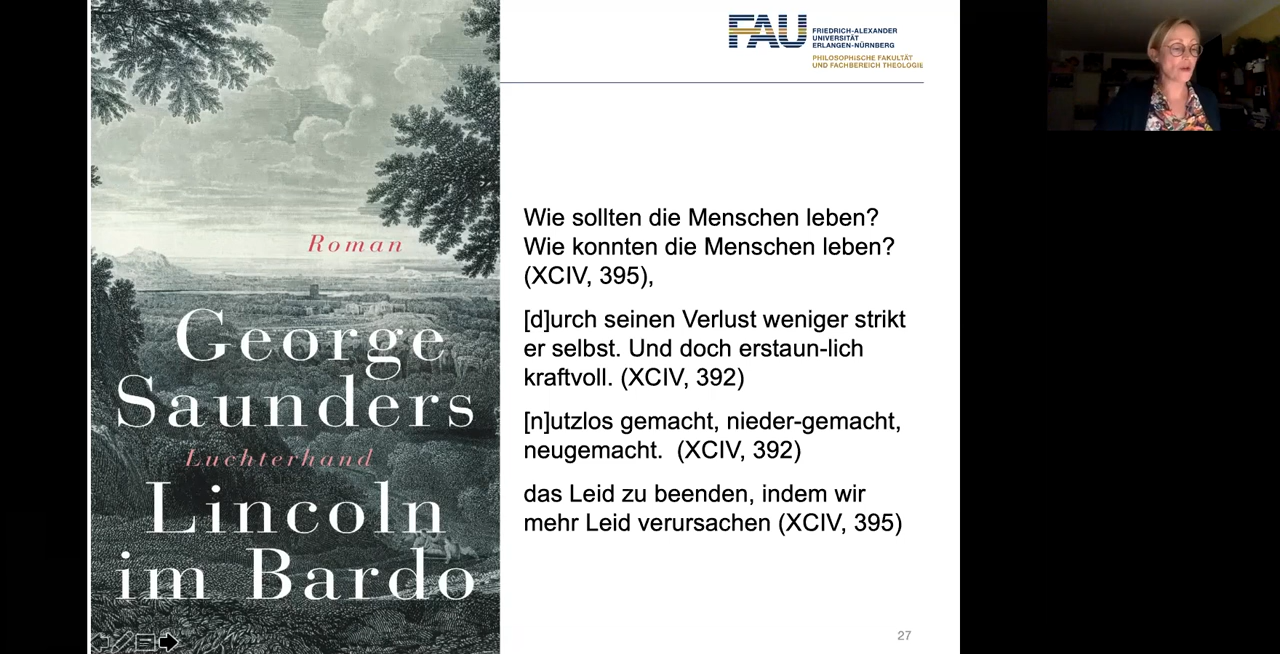 Roman
George
Saunders
Luchterhand
Lincoln
im Bardo
FAU
FRIEDRICH-ALEXANDER
UNIVERSITÄT
ERLANGEN-NÜRNBERG
PHILOSOPHISCHE FAKULTÄT
UND FACHBEREICH THEOLOGIE
Wie sollten die Menschen leben?
Wie konnten die Menschen leben?
(XCIV, 395),
[d]urch seinen Verlust weniger strikt
er selbst. Und doch erstaun-lich
kraftvoll. (XCIV, 392)
[n]utzlos gemacht, nieder-gemacht,
neugemacht.  (XCIV, 392)
das Leid zu beenden, indem wir
mehr Leid verursachen (XCIV, 395)
27